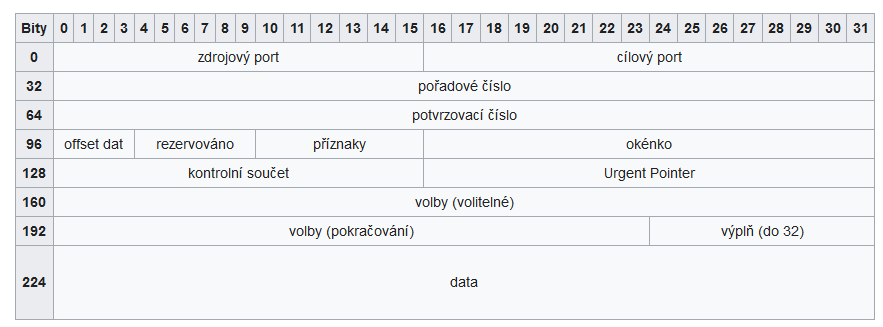 Bity 0 1 2 3 4 5 6 7 8 9 10 11 12 13 14 15 16 17 18 19 20 21 22 23 24 25 26 27 28 29 30 31
0 zdrojový port cílový port
32 pořadové číslo
64 potvrzovací číslo
96 offset dat rezervováno příznaky okénko
128 kontrolní součet Urgent Pointer
160 volby (volitelné)
192 volby (pokračování) výplň (do 32)
224 data